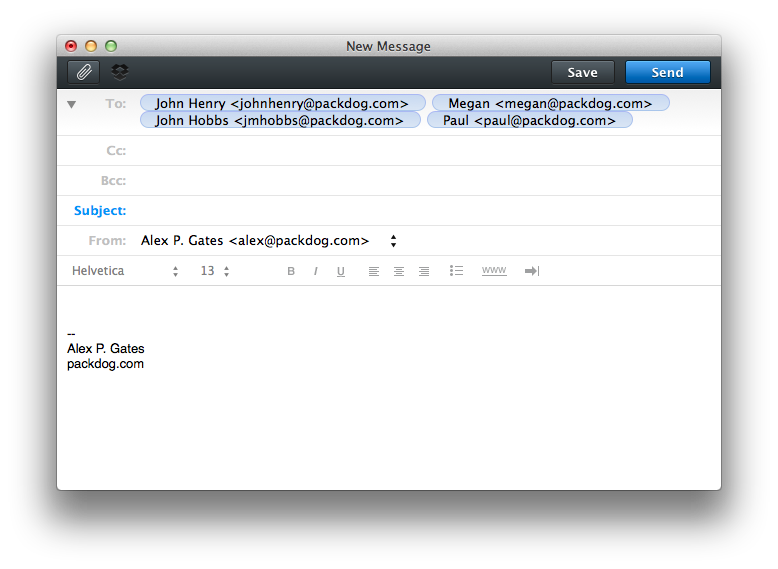 New Message
Save Send
To: John Henry <johnhenry@packdog.com> Megan <megan@packdog.com>
John Hobbs <jmhobbs@packdog.com> Paul <paul@packdog.com>
Cc:
Bcc:
Subject:
From: Alex P. Gates <alex@packdog.com>
Helvetica 13 B I U www
--
Alex P. Gates
packdog.com